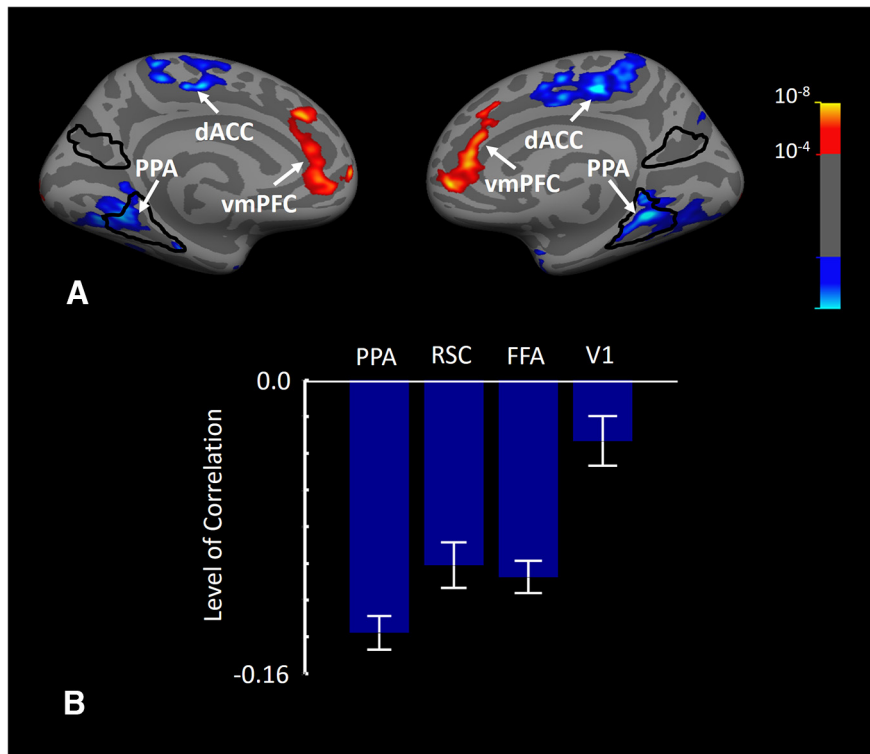 dACC
PPA
vmPFC
dACC
PPA
vmPFC
10-8
10-4
A
PPA RSC FFA V1
0.0
Level of Correlation
-0.16
B